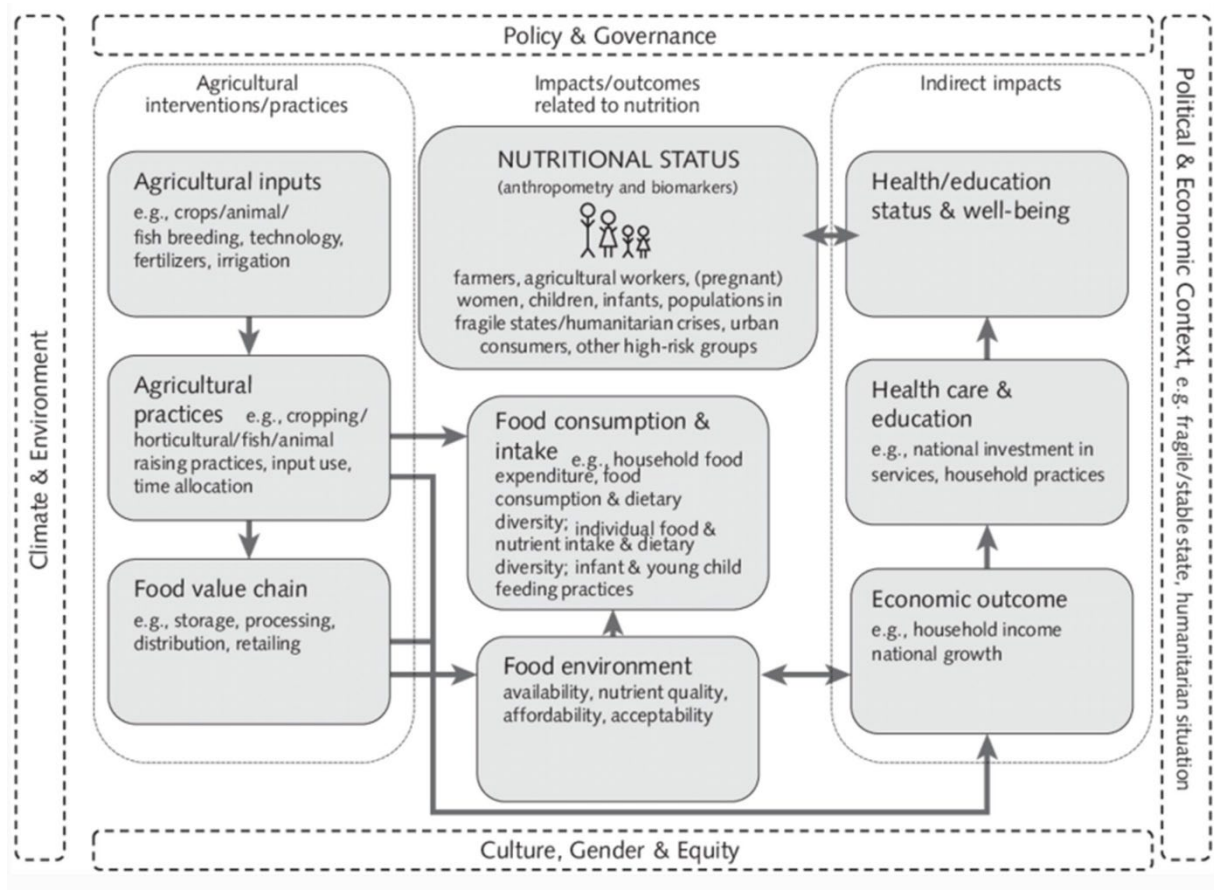 Policy & Governance
Climate & Environment
Agricultural
interventions/practices
Agricultural inputs
e.g., crops/animal/
fish breeding, technology,
fertilizers, irrigation
Agricultural
practices e.g., cropping/
horticultural/fish/animal
raising practices, input use,
time allocation
Food value chain
e.g., storage, processing,
distribution, retailing
Impacts/outcomes
related to nutrition
NUTRITIONAL STATUS
(anthropometry and biomarkers)
farmers, agricultural workers, (pregnant)
women, children, infants, populations in
fragile states/humanitarian crises, urban
consumers, other high-risk groups
Food consumption &
intake e.g., household food
expenditure, food
consumption & dietary
diversity; individual food &
nutrient intake & dietary
diversity; infant & young child
feeding practices
Food environment
availability, nutrient quality,
affordability, acceptability
Indirect impacts
Health/education
status & well-being
Health care &
education
e.g., national investment in
services, household practices
Economic outcome
e.g., household income
national growth
Political & Economic Context, e.g. fragile/stable state, humanitarian situation
Culture, Gender & Equity